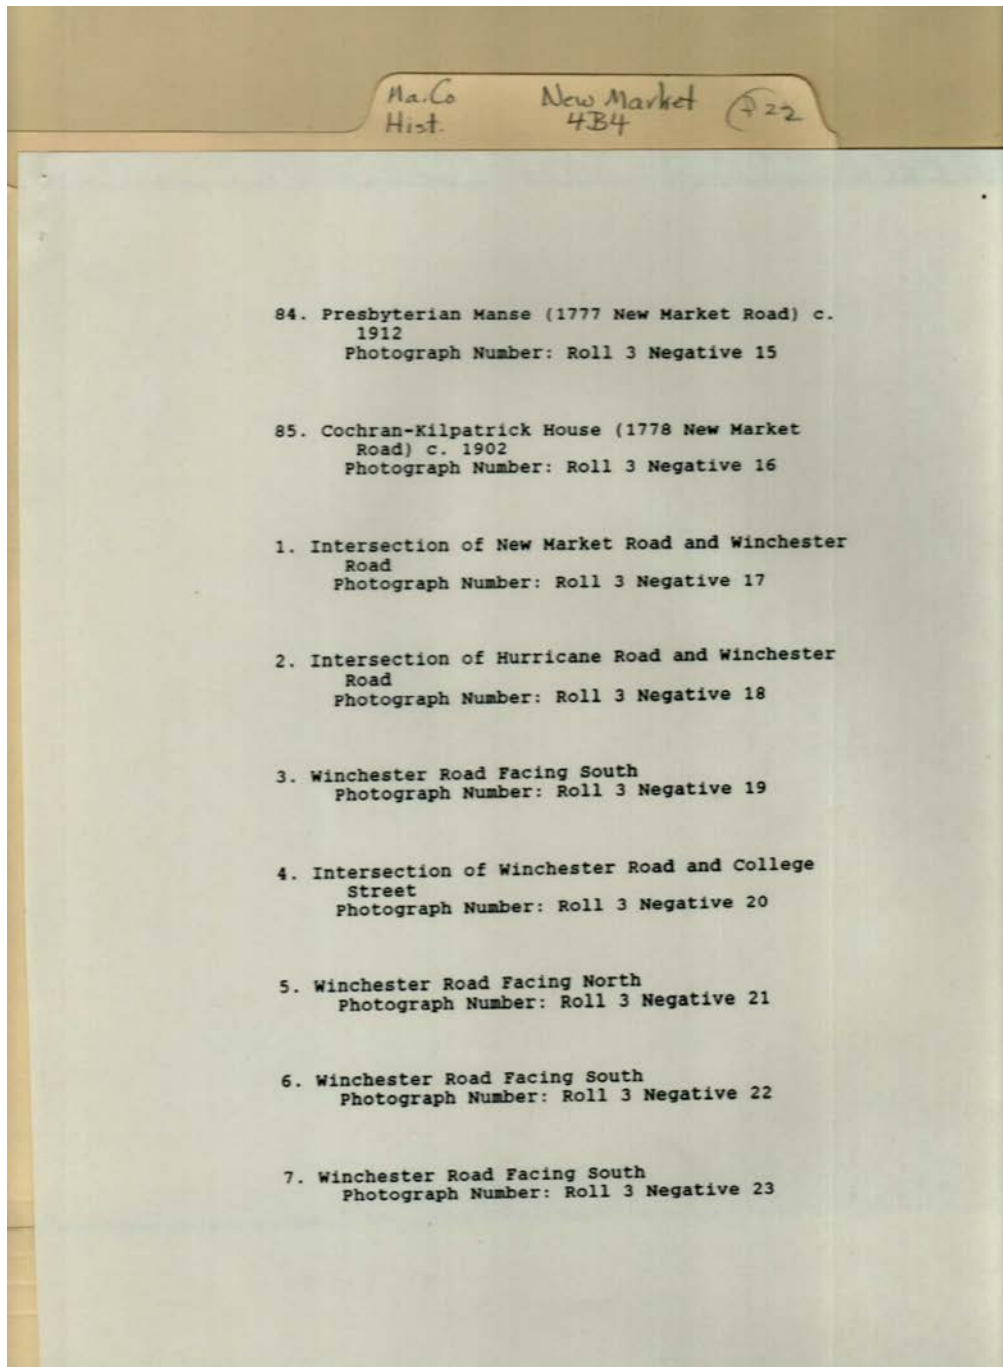 Ma.Co New Market P22
Hist. 4B4
84. Presbyterian Manse (1777 New Market Road) c.
1912
Photograph Number: Roll 3 Negative 15
85. Cochran-Kilpatrick House (1778 New Market
Road) c. 1902
Photograph Number: Roll 3 Negative 16
1. Intersection of New Market Road and Winchester
Road
Photograph Number: Roll 3 Negative 17
2. Intersection of Hurricane Road and Winchester
Road
Photograph Number: Roll 3 Negative 18
3. Winchester Road Facing South
Photograph Number: Roll 3 Negative 19
4. Intersection of Winchester Road and College
Street
Photograph Number: Roll 3 Negative 20
5. Winchester Road Facing North
Photograph Number: Roll 3 Negative 21
6. Winchester Road Facing South
Photograph Number: Roll 3 Negative 22
7. Winchester Road Facing South
Photograph Number: Roll 3 Negative 23